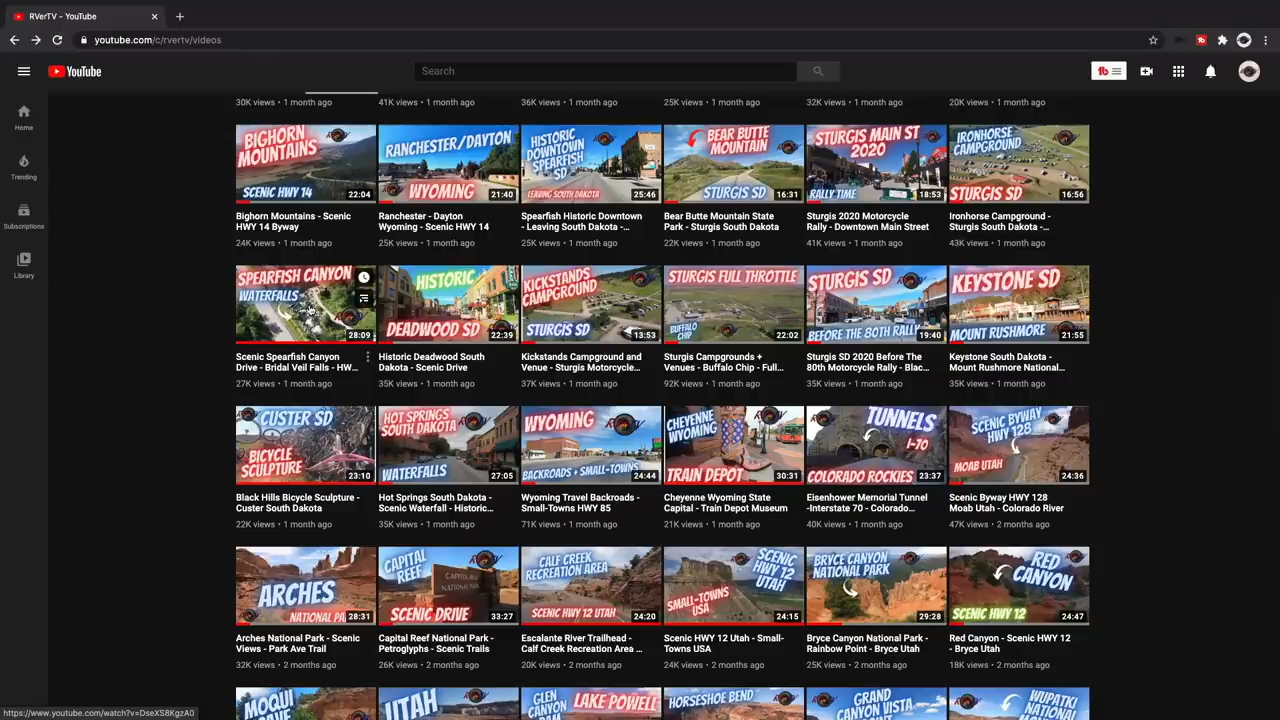 RVerTV - YouTube
youtube.com/c/rvertv/videos
YouTube
Search
Home
Trending
Subscriptions
Library
30K views • 1 month ago
41K views • 1 month ago
36K views • 1 month ago
25K views • 1 month ago
32K views • 1 month ago
20K views • 1 month ago
BIGHORN
MOUNTAINS
SCENIC HWY 14
22:04
RANCHESTER/DAYTON
WYOMING
21:40
HISTORIC
DOWNTOWN
SPEARFISH
SD
LEAVING SOUTH DAKOTA
25:46
BEAR BUTTE
MOUNTAIN
STURGIS SD
16:31
STURGIS MAIN ST
2020
RALLY TIME
18:53
IRONHORSE
CAMPGROUND
STURGIS SD
16:56
Bighorn Mountains - Scenic
HWY 14 Byway
24K views • 1 month ago
Ranchester - Dayton
Wyoming - Scenic HWY 14
25K views • 1 month ago
Spearfish Historic Downtown
- Leaving South Dakota -...
25K views • 1 month ago
Bear Butte Mountain State
Park - Sturgis South Dakota
22K views • 1 month ago
Sturgis 2020 Motorcycle
Rally - Downtown Main Street
41K views • 1 month ago
Ironhorse Campground -
Sturgis South Dakota -...
43K views • 1 month ago
SPEARFISH CANYON
WATERFALLS
28:09
HISTORIC
DEADWOOD SD
22:39
KICKSTANDS
CAMPGROUND
STURGIS SD
13:53
STURGIS FULL THROTTLE
BUFFALO
CHIP
22:02
STURGIS SD
BEFORE THE 80TH RALLY
19:40
KEYSTONE SD
MOUNT RUSHMORE
21:55
Scenic Spearfish Canyon
Drive - Bridal Veil Falls - HW...
27K views • 1 month ago
Historic Deadwood South
Dakota - Scenic Drive
35K views • 1 month ago
Kickstands Campground and
Venue - Sturgis Motorcycle...
37K views • 1 month ago
Sturgis Campgrounds +
Venues - Buffalo Chip - Full...
92K views • 1 month ago
Sturgis SD 2020 Before The
80th Motorcycle Rally - Blac...
35K views • 1 month ago
Keystone South Dakota -
Mount Rushmore National...
35K views • 1 month ago
CUSTER SD
BICYCLE
SCULPTURE
23:10
HOT SPRINGS
SOUTH DAKOTA
WATERFALLS
27:05
WYOMING
BACKROADS + SMALL-TOWNS
24:44
CHEYENNE
WYOMING
TRAIN DEPOT
30:31
TUNNELS
I-70
COLORADO ROCKIES
23:37
SCENIC BYWAY
HWY 128
MOAB UTAH
24:36
Black Hills Bicycle Sculpture -
Custer South Dakota
22K views • 1 month ago
Hot Springs South Dakota -
Scenic Waterfall - Historic...
35K views • 1 month ago
Wyoming Travel Backroads -
Small-Towns HWY 85
71K views • 1 month ago
Cheyenne Wyoming State
Capital - Train Depot Museum
21K views • 1 month ago
Eisenhower Memorial Tunnel
-Interstate 70 - Colorado...
40K views • 1 month ago
Scenic Byway HWY 128
Moab Utah - Colorado River
47K views • 2 months ago
ARCHES
NATIONAL PA
28:31
CAPITAL
REEF
SCENIC DRIVE
33:27
CALF CREEK
RECREATION AREA
SCENIC HWY 12 UTAH
24:20
SCENIC
HWY 12
UTAH
SMALL-TOWNS
USA
24:15
BRYCE CANYON
NATIONAL PARK
29:28
RED
CANYON
SCENIC HWY 12
24:47
Arches National Park - Scenic
Views - Park Ave Trail
32K views • 2 months ago
Capital Reef National Park -
Petroglyphs - Scenic Trails
26K views • 2 months ago
Escalante River Trailhead -
Calf Creek Recreation Area ...
20K views • 2 months ago
Scenic HWY 12 Utah - Small-
Towns USA
24K views • 2 months ago
Bryce Canyon National Park -
Rainbow Point - Bryce Utah
25K views • 2 months ago
Red Canyon - Scenic HWY 12
- Bryce Utah
18K views • 2 months ago
MOQUI
UTAH
GLEN
CANYON
LAKE POWELL
HORSESHOE BEND
GRAND
CANYON VISTA
WUPATKI
https://www.youtube.com/watch?v=DseXS8KgzA0